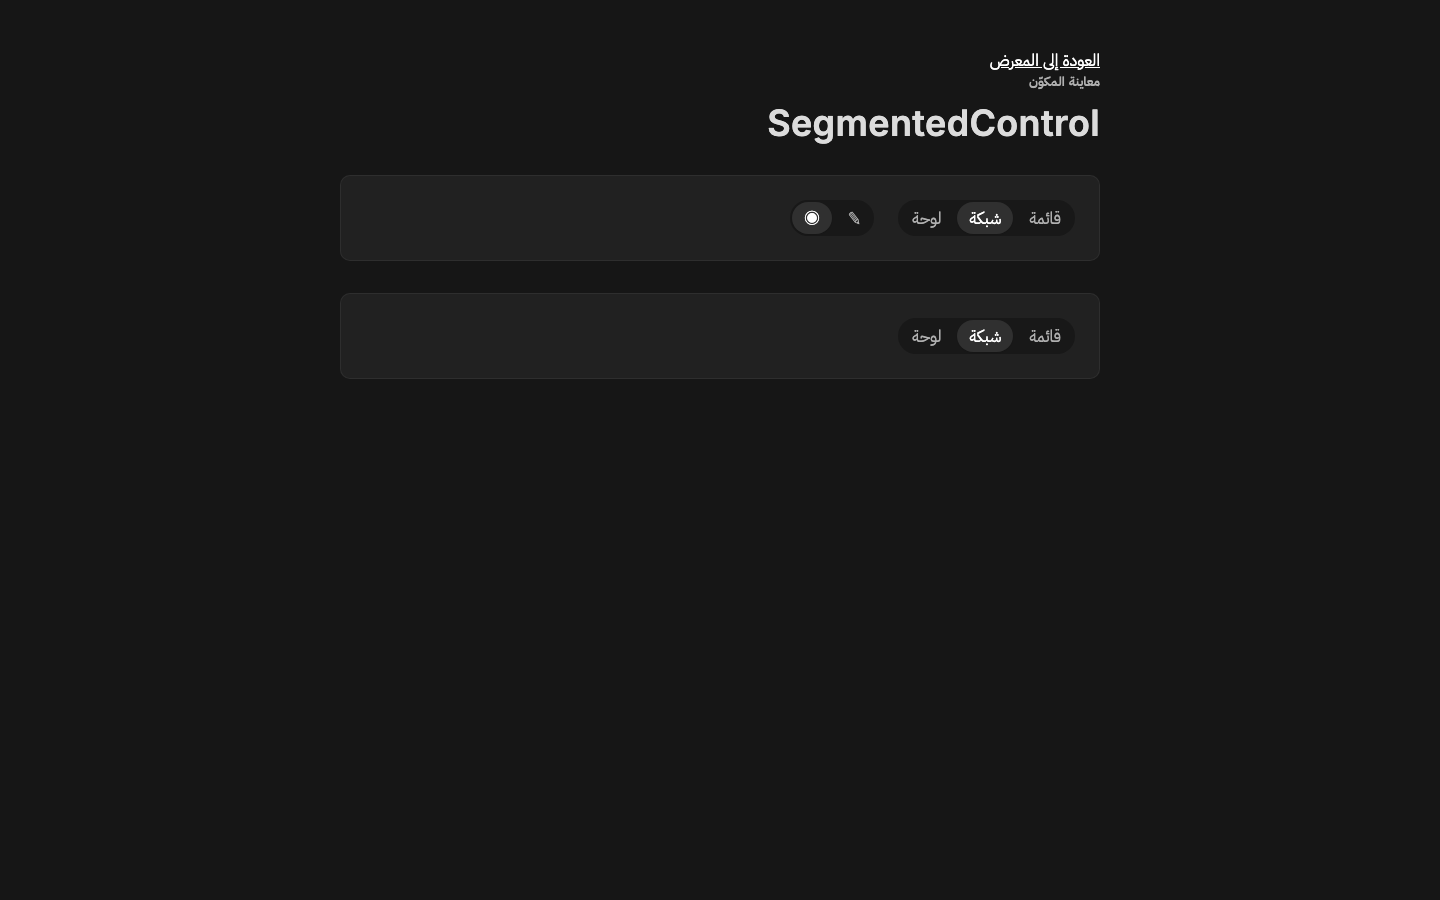 العودة إلى المعرض
معاينة المكوّن
SegmentedControl
قائمة شبكة لوحة ✎ ◉
قائمة شبكة لوحة